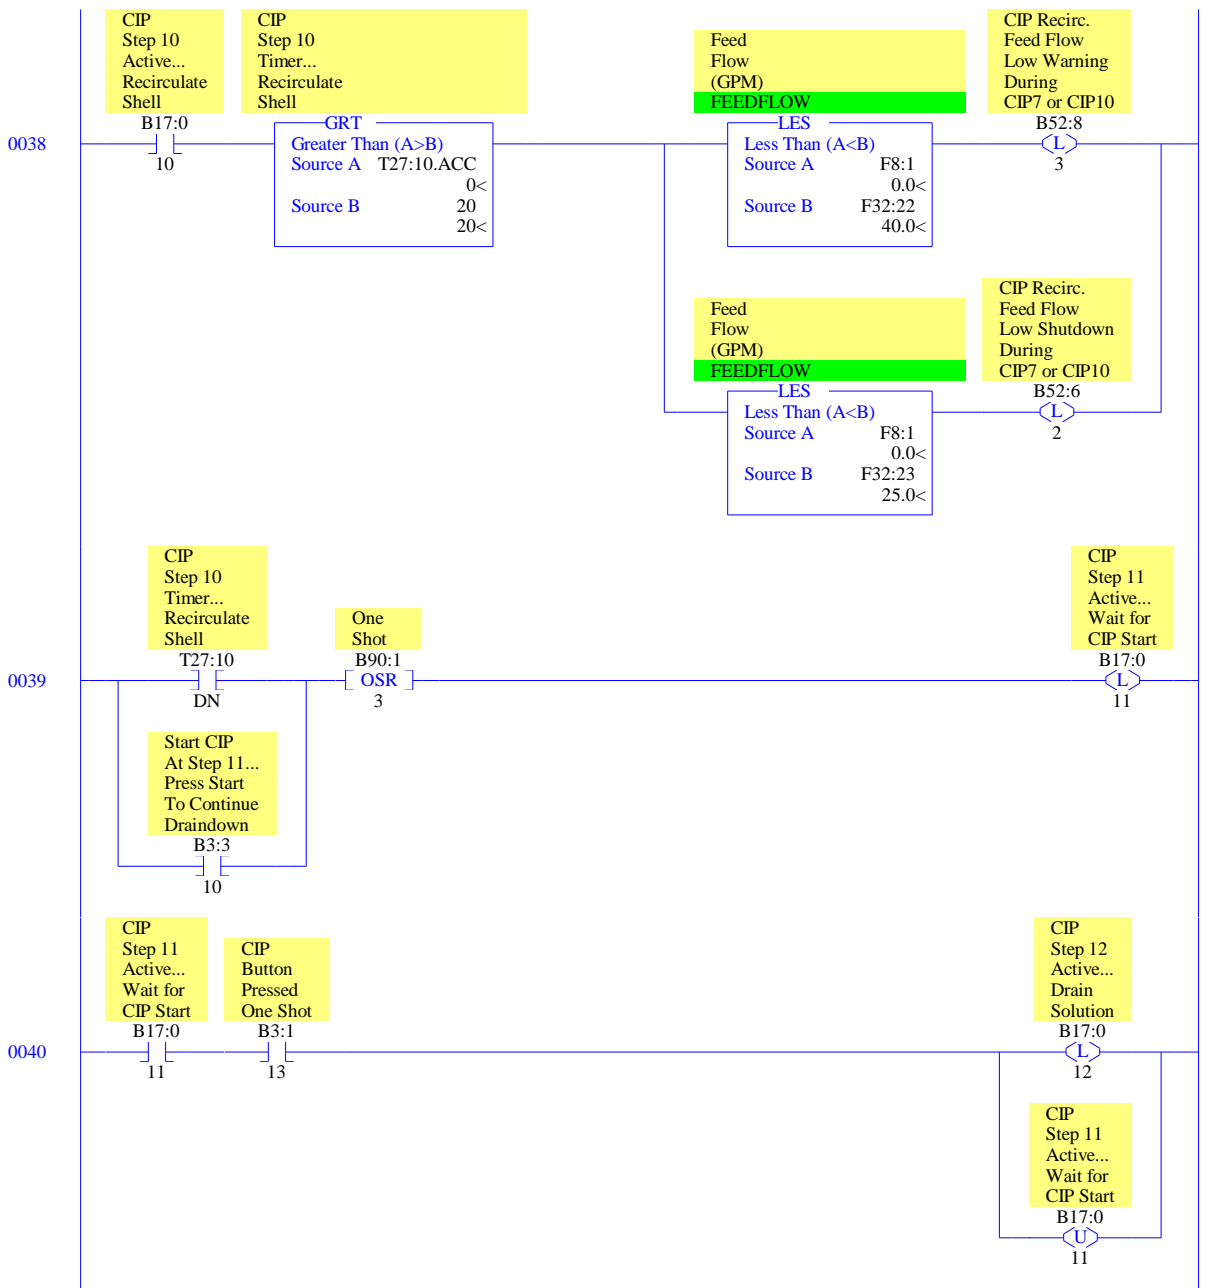 CIP
Step 10
Active...
Recirculate
Shell
B17:0
10
CIP
Step 10
Timer...
Recirculate
Shell
GRT
Greater Than (A>B)
Source A T27:10.ACC
0<
Source B 20
20<
Feed
Flow
(GPM)
FEEDFLOW
LES
Less Than (A<B)
Source A F8:1
0.0<
Source B F32:22
40.0<
CIP Recirc.
Feed Flow
Low Warning
During
CIP7 or CIP10
B52:8
L
3
0038
Feed
Flow
(GPM)
FEEDFLOW
LES
Less Than (A<B)
Source A F8:1
0.0<
Source B F32:23
25.0<
CIP Recirc.
Feed Flow
Low Shutdown
During
CIP7 or CIP10
B52:6
L
2
CIP
Step 10
Timer...
Recirculate
Shell
T27:10
DN
One
Shot
B90:1
OSR
3
CIP
Step 11
Active...
Wait for
CIP Start
B17:0
L
11
0039
Start CIP
At Step 11...
Press Start
To Continue
Draindown
B3:3
10
CIP
Step 11
Active...
Wait for
CIP Start
B17:0
11
CIP
Button
Pressed
One Shot
B3:1
13
CIP
Step 12
Active...
Drain
Solution
B17:0
L
12
0040
CIP
Step 11
Active...
Wait for
CIP Start
B17:0
U
11